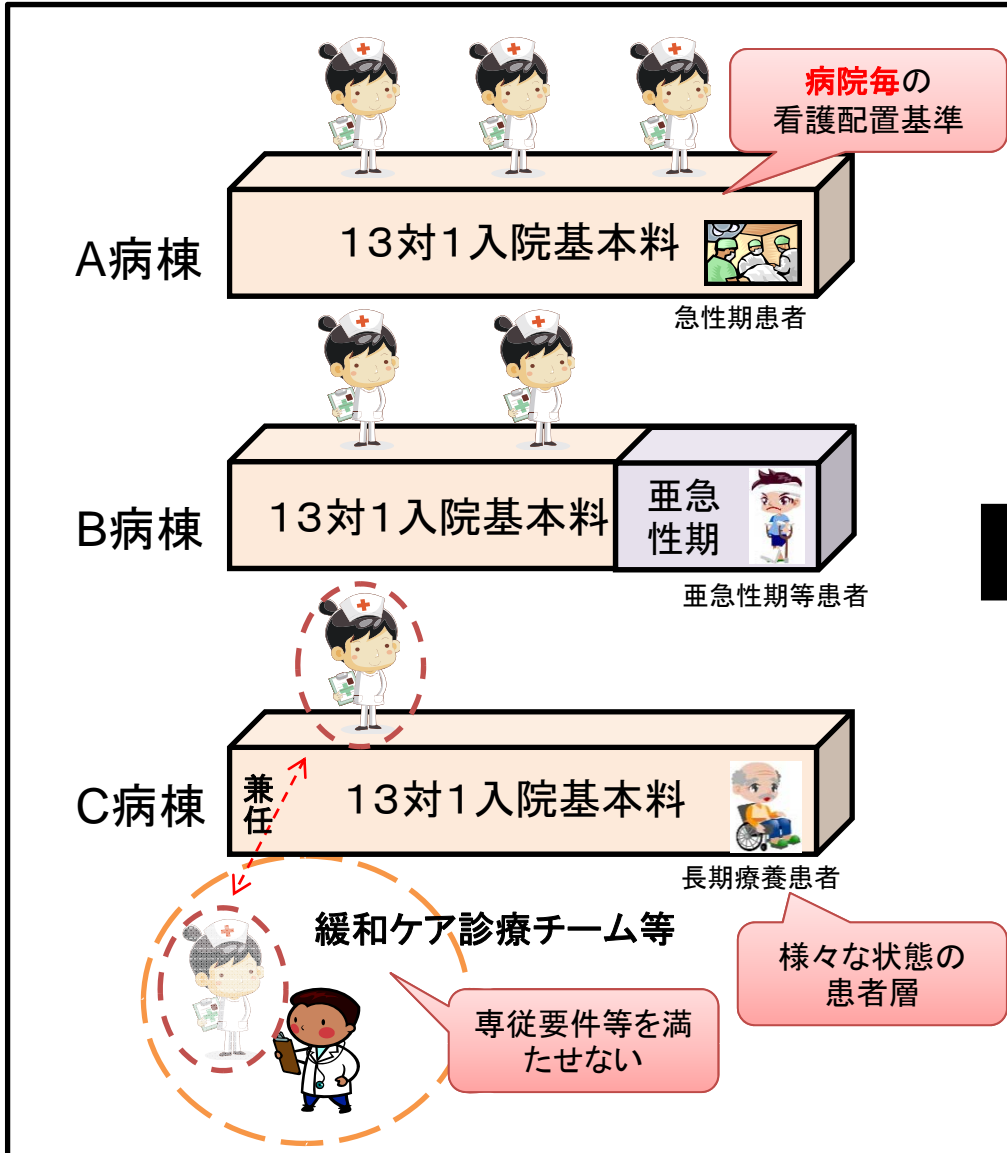 病院毎の
看護配置基準
A病棟
13対1入院基本料
急性期患者
B病棟
13対1入院基本料
亜急
性期
亜急性期等患者
C病棟
兼
任
13対1入院基本料
長期療養患者
緩和ケア診療チーム等
様々な状態の
患者層
専従要件等を満
たせない